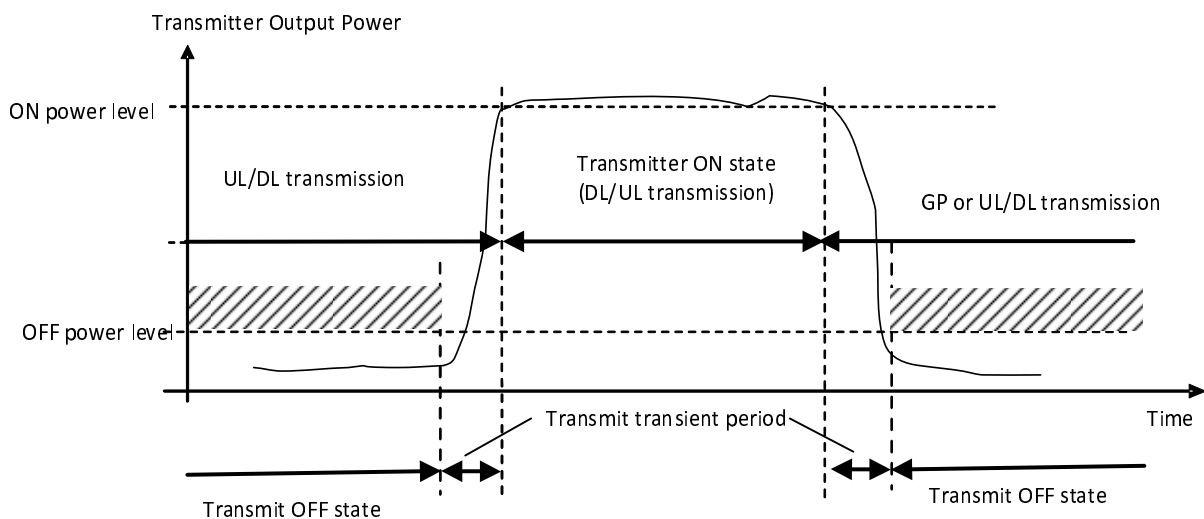 Transmitter Output Power
ON power level
UL/DL transmission
Transmitter ON state
(DL/UL transmission)
GP or UL/DL transmission
OFF power level
Time
Transmit transient period
Transmit OFF state
Transmit OFF state